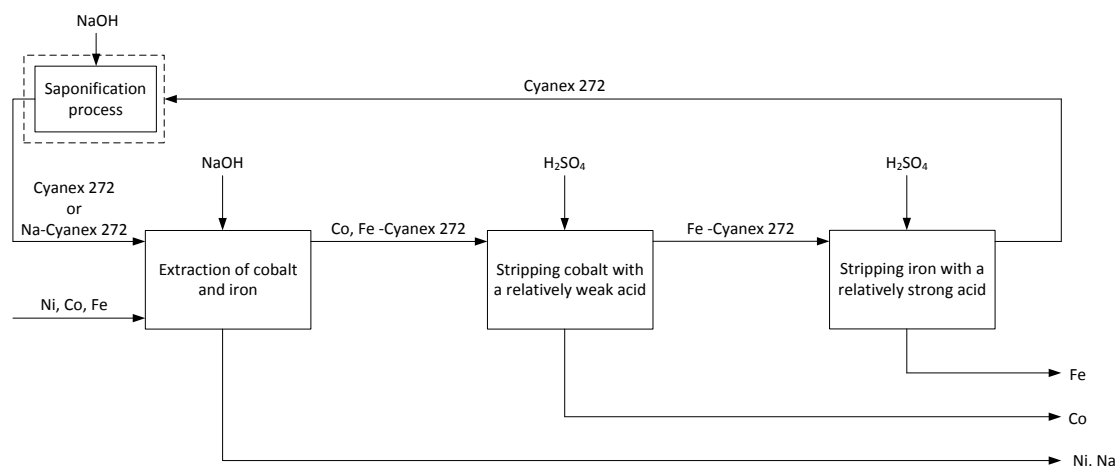 NaOH
Saponification
process
Cyanex 272
NaOH
H₂SO₄
H₂SO₄
Cyanex 272
or
Na-Cyanex 272
Co, Fe -Cyanex 272
Fe -Cyanex 272
Extraction of cobalt
and iron
Stripping cobalt with
a relatively weak acid
Stripping iron with a
relatively strong acid
Ni, Co, Fe
Fe
Co
Ni, Na